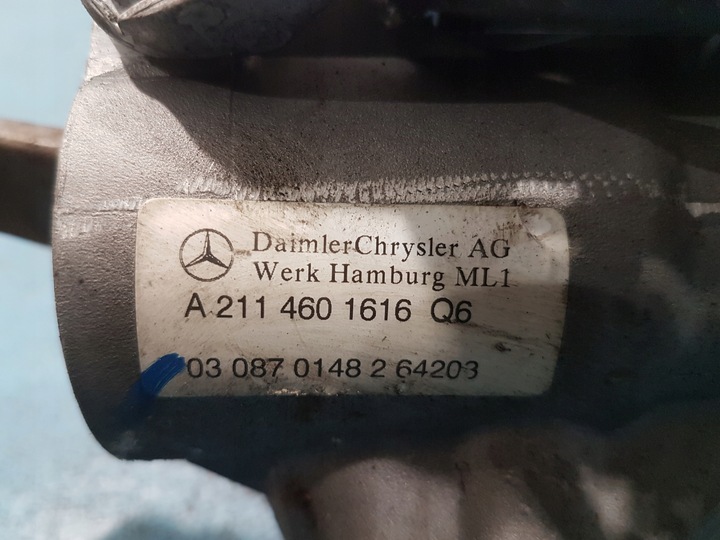 DaimlerChrysler AG
Werk Hamburg ML1
A 211 460 1616 Q6
03 087 0148 2 64203